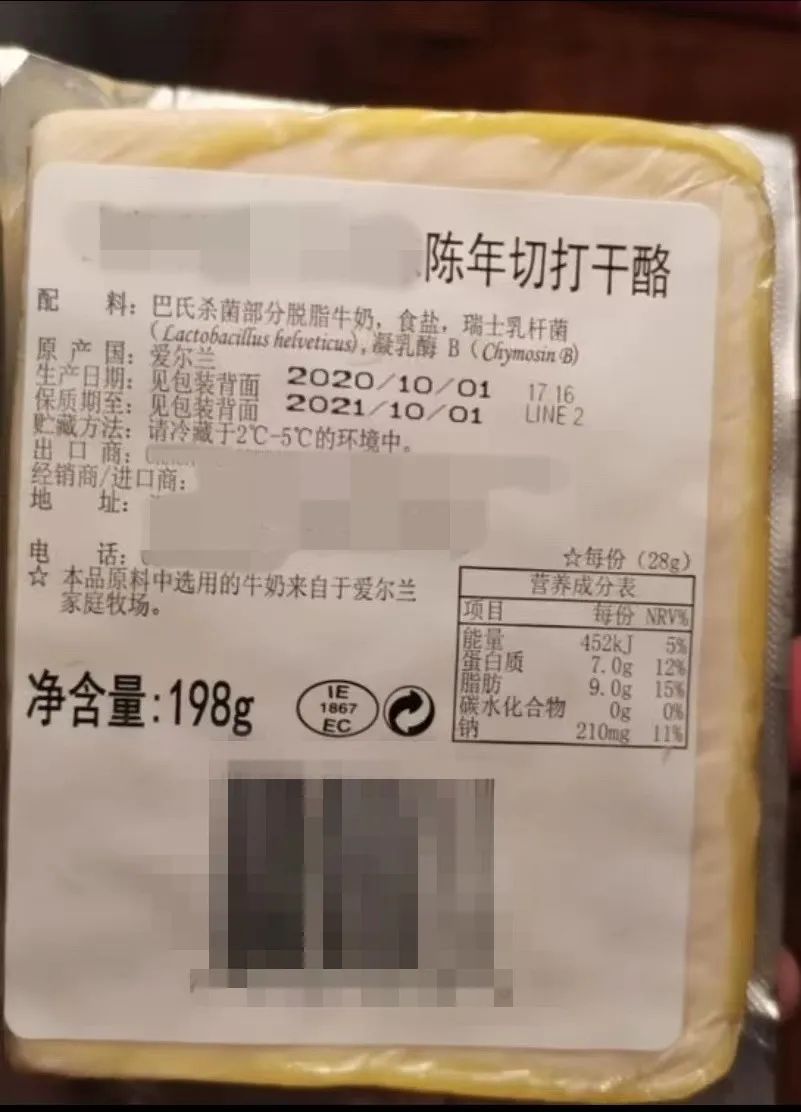 陈年切打干酪
配 料：巴氏杀菌部分脱脂牛奶，食盐，瑞士乳杆菌
（Lactobacillus helveticus），凝乳酶 B（Chymosin B）
原 产 国：爱尔兰
生产日期：见包装背面 2020/10/01 17 16
保质期至：见包装背面 2021/10/01 LINE 2
贮藏方法：请冷藏于2℃-5℃的环境中。
出 口 商：
经销商/进口商：
地 址：
电 话：
☆ 本品原料中选用的牛奶来自于爱尔兰
家庭牧场。
净含量:198g
IE
1867
EC
☆每份（28g）
营养成分表
项目 每份 NRV%
能量 452kJ 5%
蛋白质 7.0g 12%
脂肪 9.0g 15%
碳水化合物 0g 0%
钠 210mg 11%